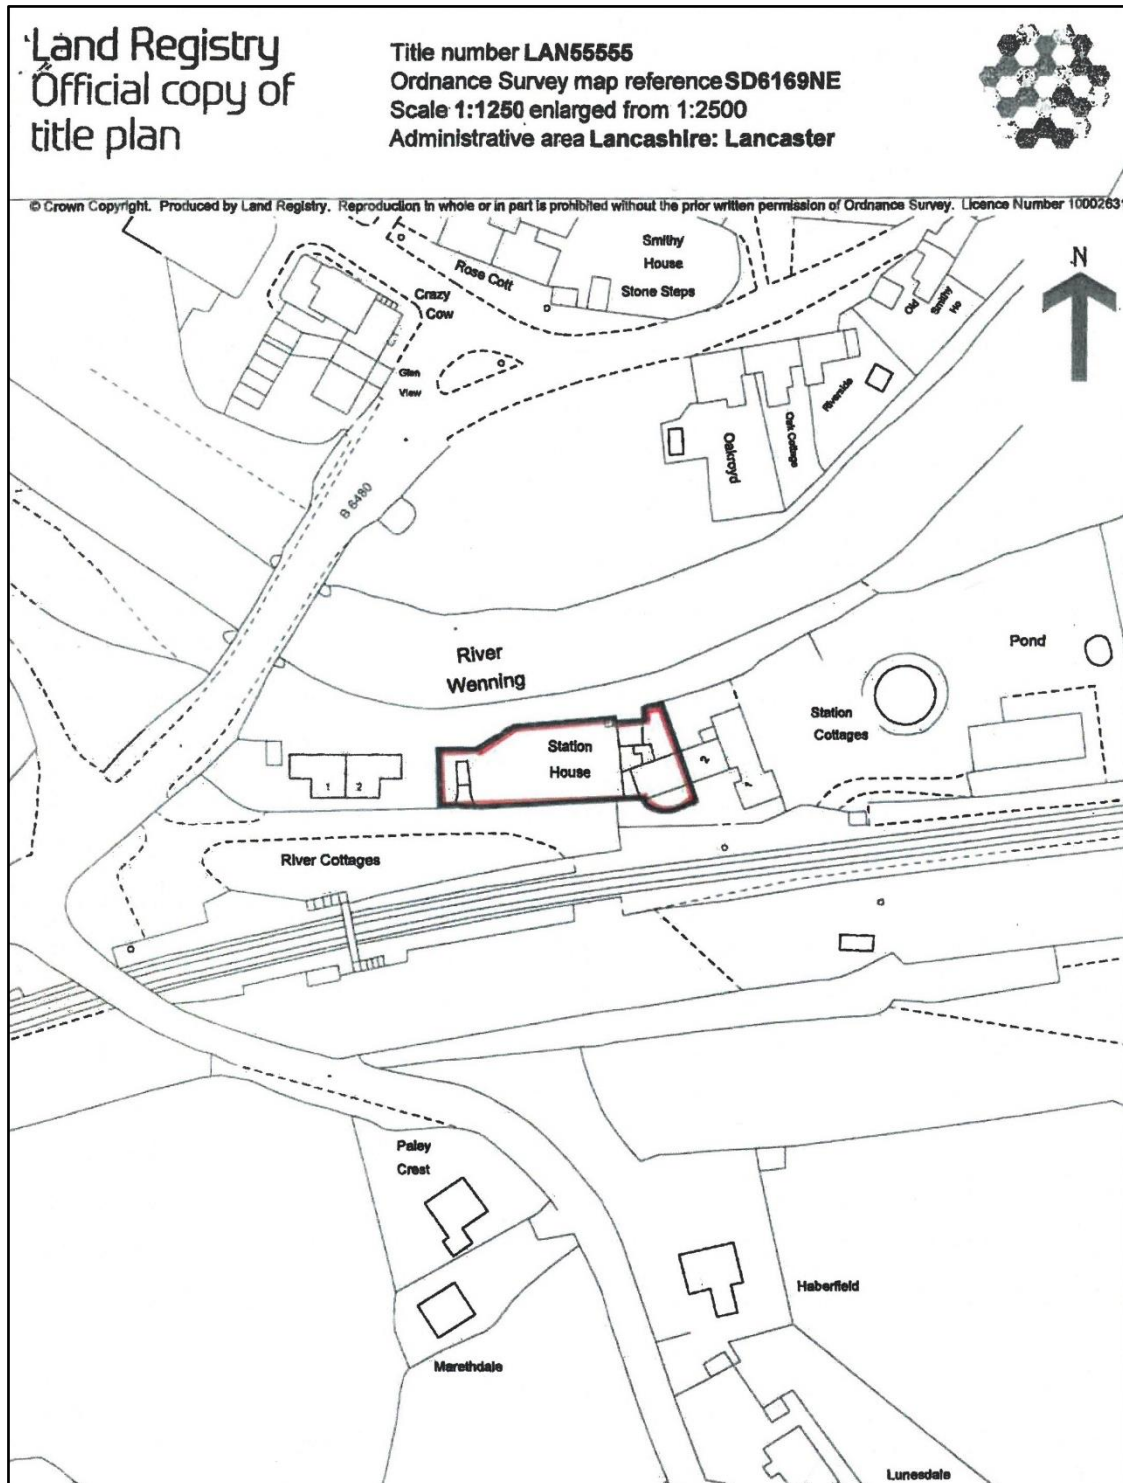 Land Registry
Official copy of
title plan
Title number LAN55555
Ordnance Survey map reference SD6169NE
Scale 1:1250 enlarged from 1:2500
Administrative area Lancashire: Lancaster
© Crown Copyright. Produced by Land Registry. Reproduction in whole or in part is prohibited without the prior written permission of Ordnance Survey. Licence Number 10002631
N
Smithy
House
Rose Cott
Stone Steps
Crazy
Cow
Old
Smithy
Ho
Glen
View
Riverside
Oak Cottage
Oakroyd
B 6480
River
Wenning
Pond
Station
Cottages
Station
House
2
1
1
2
River Cottages
Paley
Crest
Haberfield
Marethdale
Lunesdale